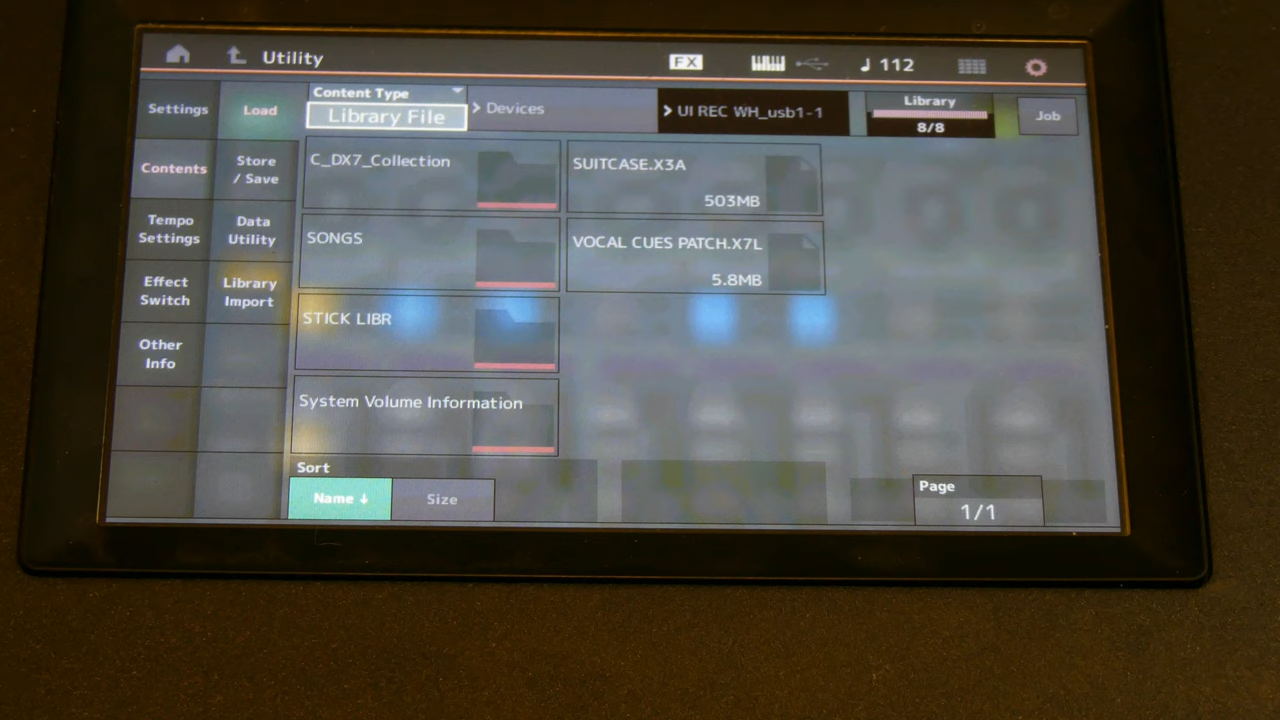 Utility
FX
♩ 112
Settings
Load
Content Type
Library File
> Devices
> UI REC WH_usb1-1
Library
8/8
Job
Contents
Store
/ Save
C_DX7_Collection
SUITCASE.X3A
503MB
Tempo
Settings
Data
Utility
SONGS
VOCAL CUES PATCH.X7L
5.8MB
Effect
Switch
Library
Import
STICK LIBR
Other
Info
System Volume Information
Sort
Name ↓
Size
Page
1/1